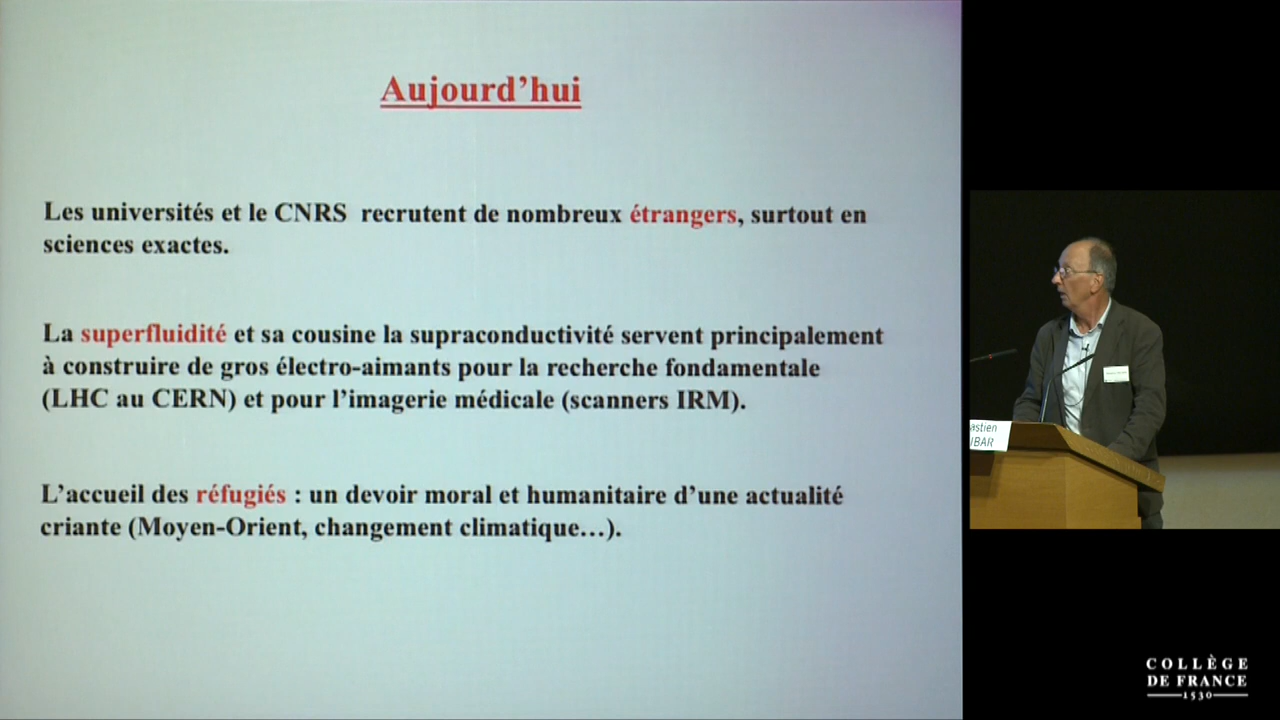 Aujourd’hui
Les universités et le CNRS recrutent de nombreux étrangers, surtout en
sciences exactes.
La superfluidité et sa cousine la supraconductivité servent principalement
à construire de gros électro-aimants pour la recherche fondamentale
(LHC au CERN) et pour l’imagerie médicale (scanners IRM).
L’accueil des réfugiés : un devoir moral et humanitaire d’une actualité
criante (Moyen-Orient, changement climatique…).
astien
IBAR
COLLÈGE
DE FRANCE
1530